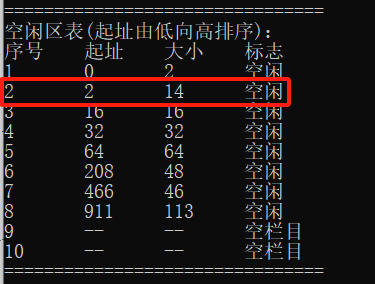 ================================
空闲区表(起址由低向高排序):
序号 起址 大小 标志
1 0 2 空闲
2 2 14 空闲
3 16 16 空闲
4 32 32 空闲
5 64 64 空闲
6 208 48 空闲
7 466 46 空闲
8 911 113 空闲
9 -- -- 空栏目
10 -- -- 空栏目
================================